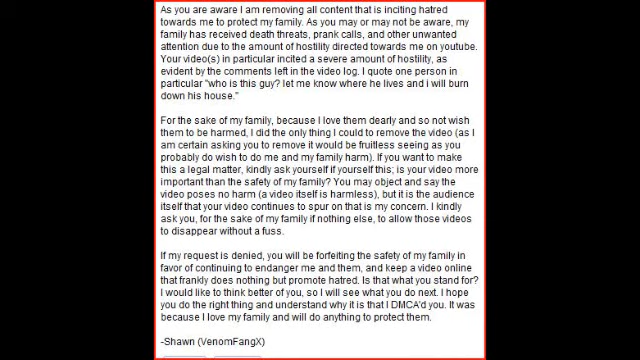 As you are aware I am removing all content that is inciting hatred
towards me to protect my family. As you may or may not be aware, my
family has received death threats, prank calls, and other unwanted
attention due to the amount of hostility directed towards me on youtube.
Your video(s) in particular incited a severe amount of hostility, as
evident by the comments left in the video log. I quote one person in
particular "who is this guy? let me know where he lives and i will burn
down his house."
For the sake of my family, because I love them dearly and so not wish
them to be harmed, I did the only thing I could to remove the video (as I
am certain asking you to remove it would be fruitless seeing as you
probably do wish to do me and my family harm). If you want to make
this a legal matter, kindly ask yourself if yourself this; is your video more
important than the safety of my family? You may object and say the
video poses no harm (a video itself is harmless), but it is the audience
itself that your video continues to spur on that is my concern. I kindly
ask you, for the sake of my family if nothing else, to allow those videos
to disappear without a fuss.
If my request is denied, you will be forfeiting the safety of my family in
favor of continuing to endanger me and them, and keep a video online
that frankly does nothing but promote hatred. Is that what you stand for?
I would like to think better of you, so I will see what you do next. I hope
you do the right thing and understand why it is that I DMCA'd you. It was
because I love my family and will do anything to protect them.
-Shawn (VenomFangX)